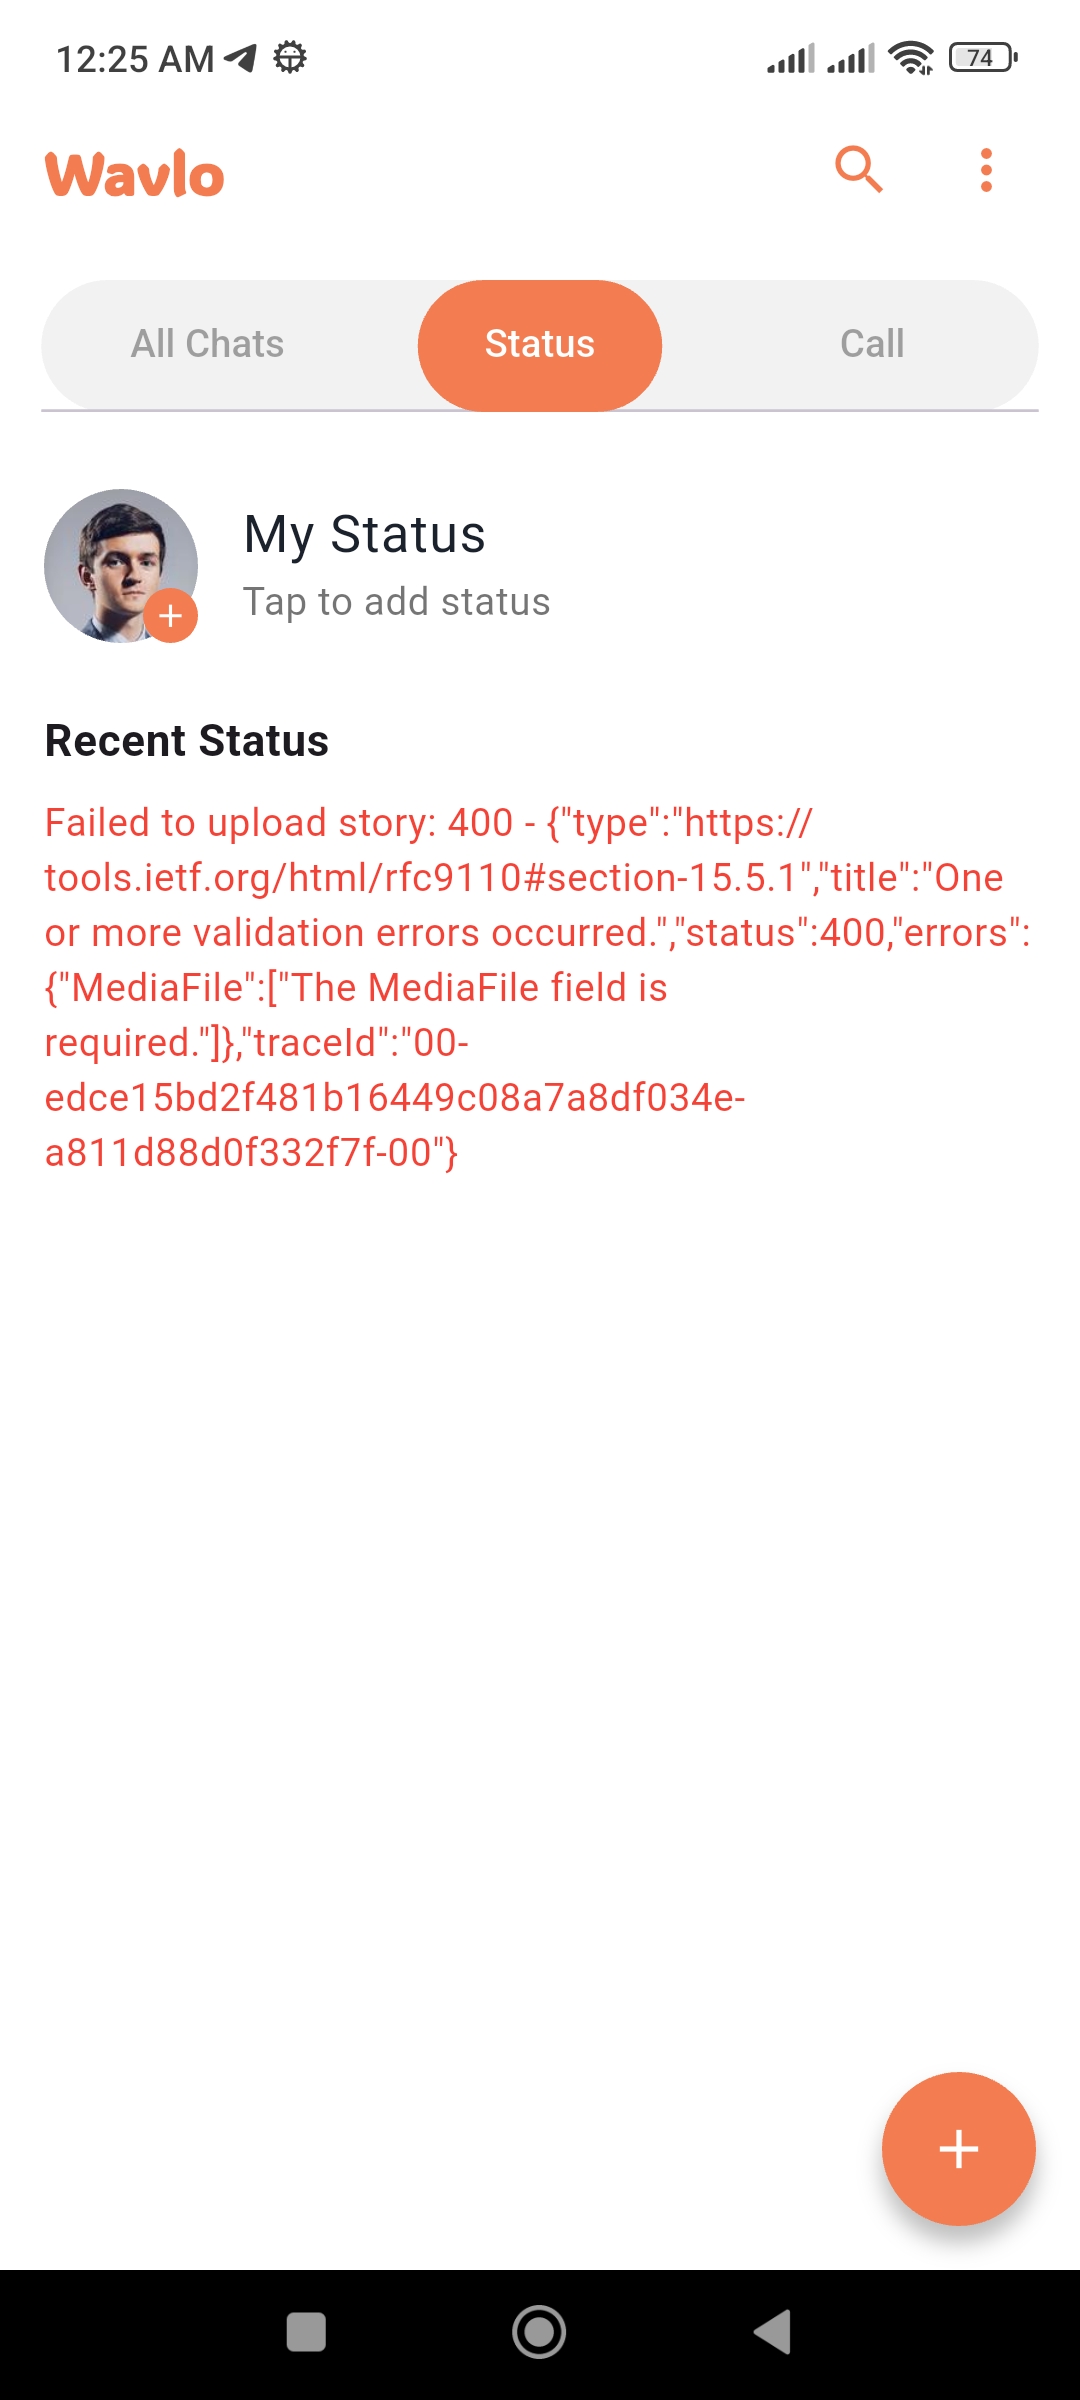 12:25 AM
74
Wavlo
All Chats
Status
Call
My Status
Tap to add status
Recent Status
Failed to upload story: 400 - {"type":"https://
tools.ietf.org/html/rfc9110#section-15.5.1","title":"One
or more validation errors occurred.","status":400,"errors":
{"MediaFile":["The MediaFile field is
required."]},"traceId":"00-
edce15bd2f481b16449c08a7a8df034e-
a811d88d0f332f7f-00"}